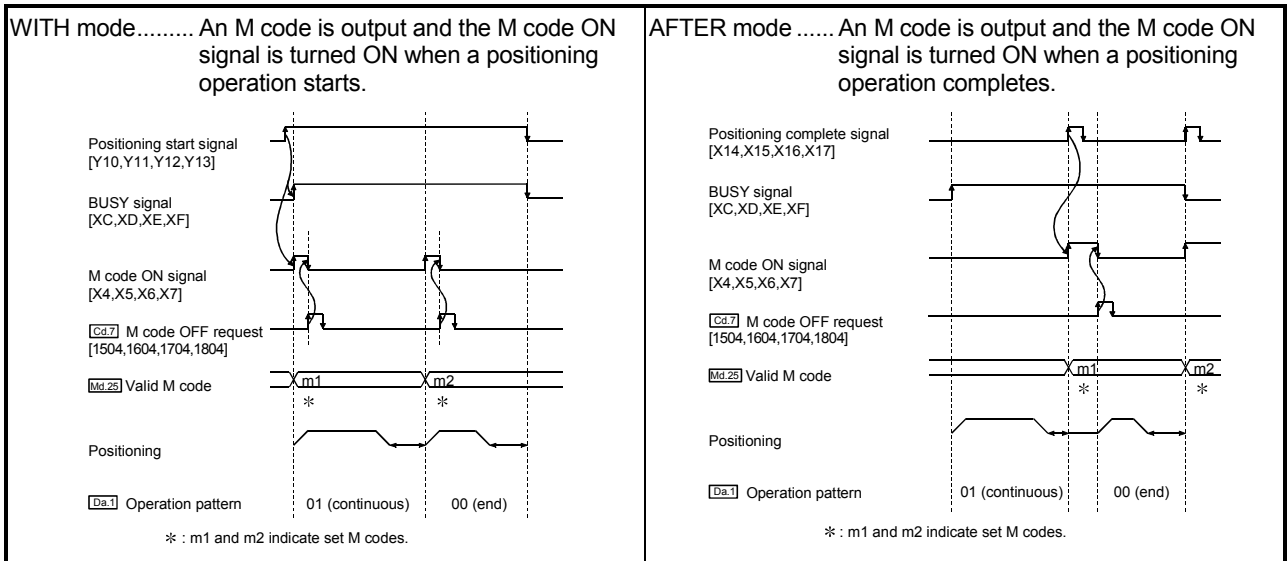 WITH mode......... An M code is output and the M code ON
signal is turned ON when a positioning
operation starts.
Positioning start signal
[Y10,Y11,Y12,Y13]
BUSY signal
[XC,XD,XE,XF]
M code ON signal
[X4,X5,X6,X7]
Cd.7 M code OFF request
[1504,1604,1704,1804]
Md.25 Valid M code
m1
m2
* *
Positioning
Da.1 Operation pattern
01 (continuous)
00 (end)
* : m1 and m2 indicate set M codes.
AFTER mode ...... An M code is output and the M code ON
signal is turned ON when a positioning
operation completes.
Positioning complete signal
[X14,X15,X16,X17]
BUSY signal
[XC,XD,XE,XF]
M code ON signal
[X4,X5,X6,X7]
Cd.7 M code OFF request
[1504,1604,1704,1804]
Md.25 Valid M code
m1
m2
* *
Positioning
Da.1 Operation pattern
01 (continuous)
00 (end)
* : m1 and m2 indicate set M codes.